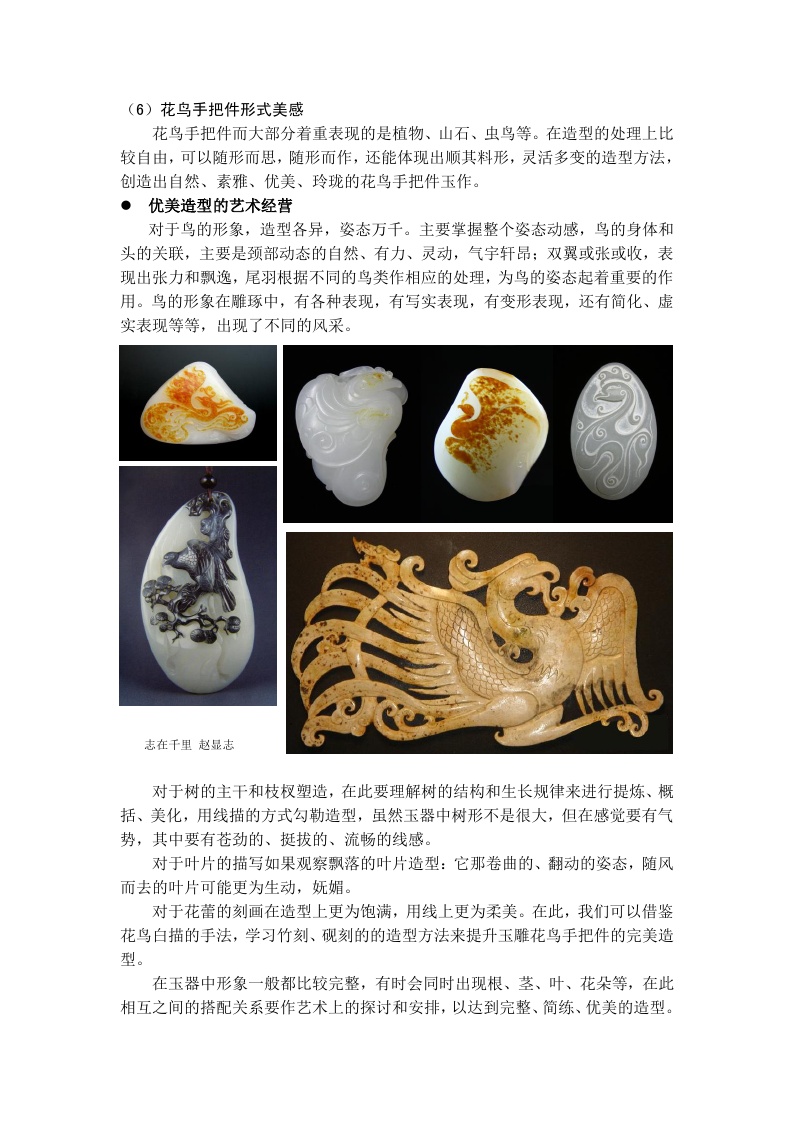 （6）花鸟手把件形式美感
花鸟手把件而大部分着重表现的是植物、山石、虫鸟等。在造型的处理上比
较自由，可以随形而思，随形而作，还能体现出顺其料形，灵活多变的造型方法，
创造出自然、素雅、优美、玲珑的花鸟手把件玉作。
● 优美造型的艺术经营
对于鸟的形象，造型各异，姿态万千。主要掌握整个姿态动感，鸟的身体和
头的关联，主要是颈部动态的自然、有力、灵动，气宇轩昂；双翼或张或收，表
现出张力和飘逸，尾羽根据不同的鸟类作相应的处理，为鸟的姿态起着重要的作
用。鸟的形象在雕琢中，有各种表现，有写实表现，有变形表现，还有简化、虚
实表现等等，出现了不同的风采。
志在千里 赵显志
对于树的主干和枝杈塑造，在此要理解树的结构和生长规律来进行提炼、概
括、美化，用线描的方式勾勒造型，虽然玉器中树形不是很大，但在感觉要有气
势，其中要有苍劲的、挺拔的、流畅的线感。
对于叶片的描写如果观察飘落的叶片造型：它那卷曲的、翻动的姿态，随风
而去的叶片可能更为生动，妩媚。
对于花蕾的刻画在造型上更为饱满，用线上更为柔美。在此，我们可以借鉴
花鸟白描的手法，学习竹刻、砚刻的的造型方法来提升玉雕花鸟手把件的完美造
型。
在玉器中形象一般都比较完整，有时会同时出现根、茎、叶、花朵等，在此
相互之间的搭配关系要作艺术上的探讨和安排，以达到完整、简练、优美的造型。